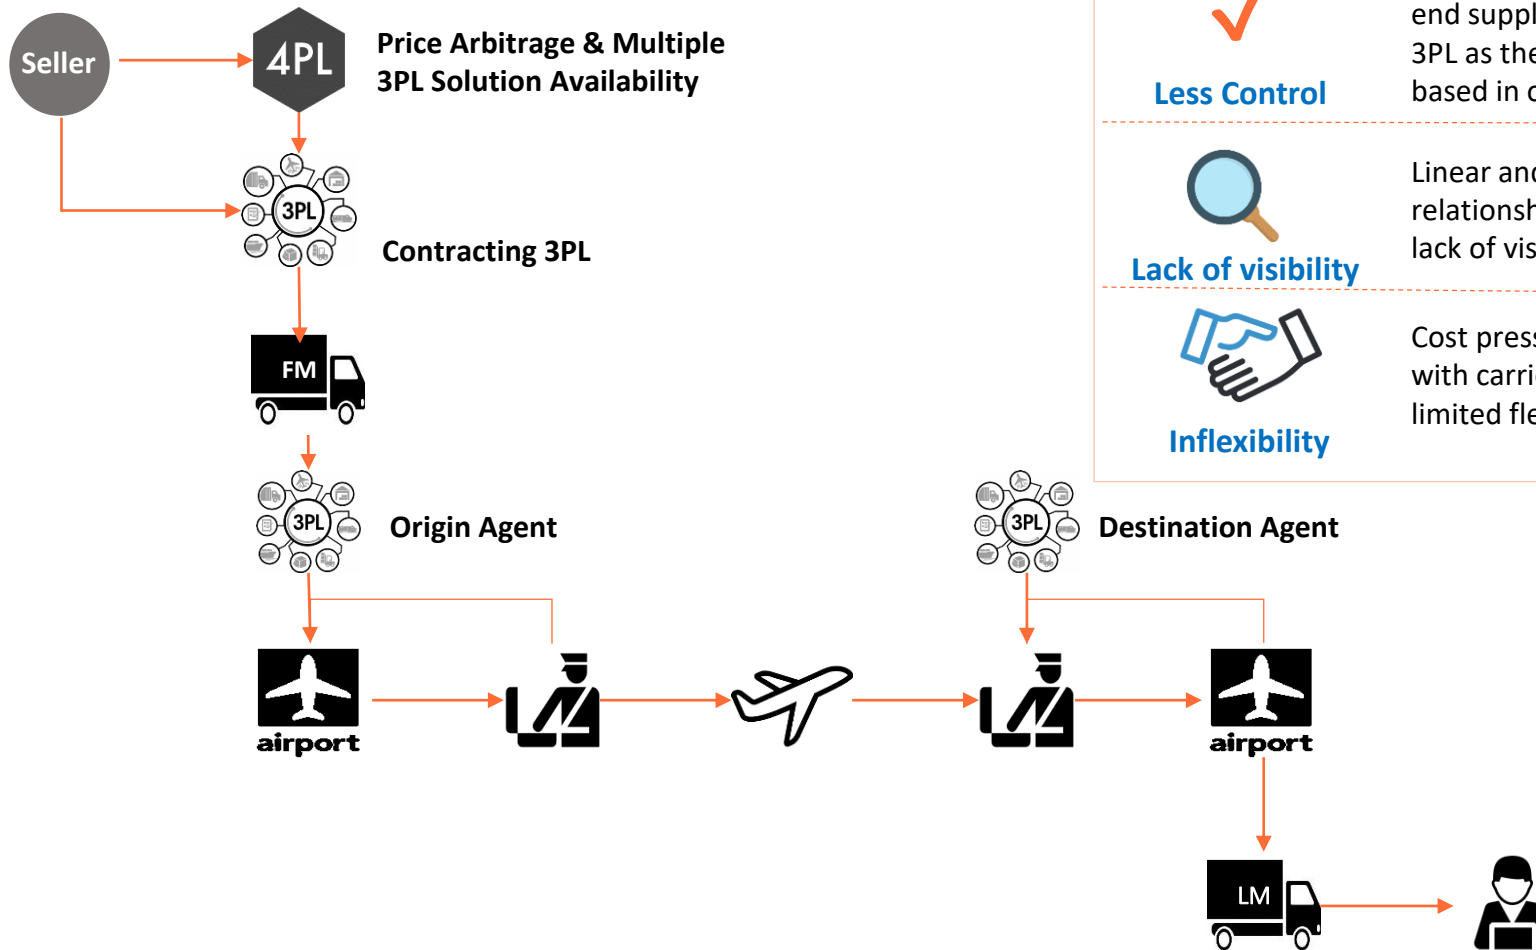 Seller
4PL
Price Arbitrage & Multiple
3PL Solution Availability
3PL
Contracting 3PL
FM
3PL
Origin Agent
3PL
Destination Agent
airport
airport
LM
end suppl
3PL as the
based in c
Less Control
Linear and
relationsh
lack of vis
Lack of visibility
Cost press
with carri
limited fle
Inflexibility